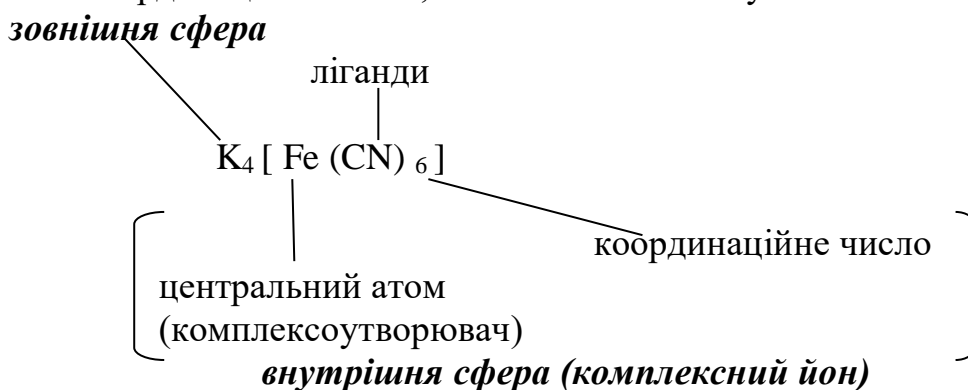 зовнішня сфера
ліганди
K₄ [ Fe (CN) ₆ ]
координаційне число
центральний атом
(комплексоутворювач)
внутрішня сфера (комплексний йон)